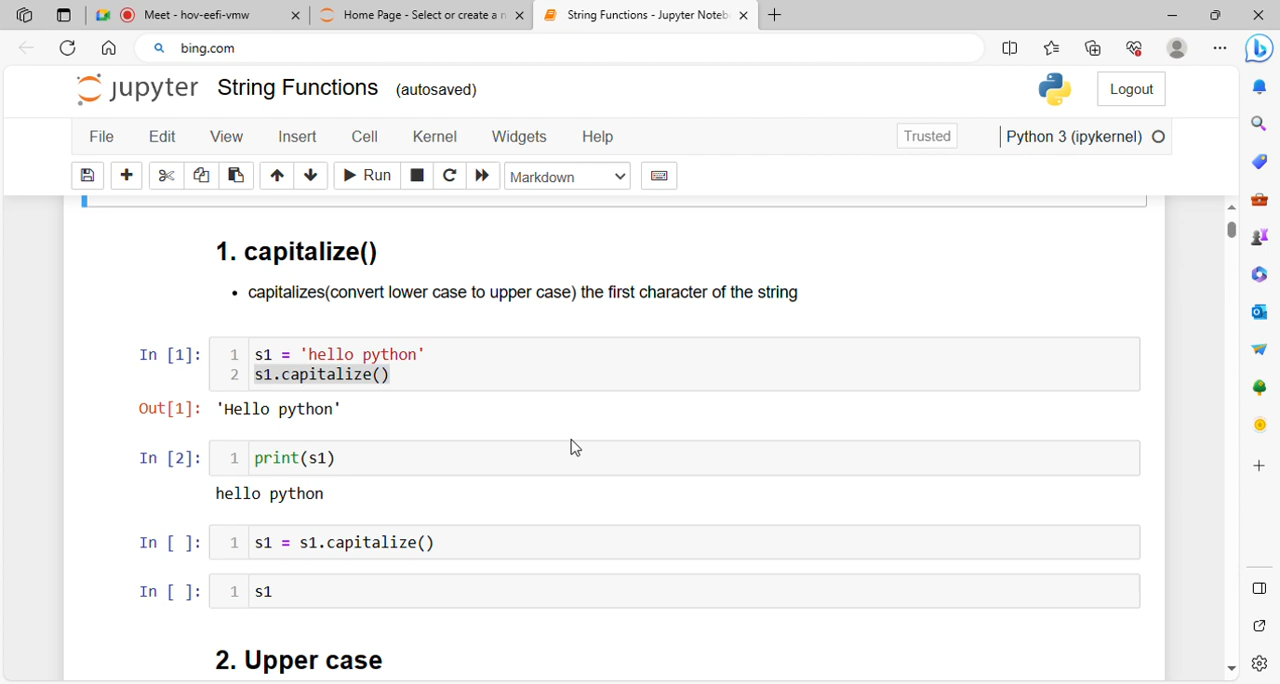 Meet - hov-eefi-vmw
Home Page - Select or create a n
String Functions - Jupyter Noteb
bing.com
jupyter String Functions (autosaved)
Logout
File Edit View Insert Cell Kernel Widgets Help
Trusted
Python 3 (ipykernel)
Run
Markdown
1. capitalize()
• capitalizes(convert lower case to upper case) the first character of the string
In [1]: 1 s1 = 'hello python'
2 s1.capitalize()
Out[1]: 'Hello python'
In [2]: 1 print(s1)
hello python
In [ ]: 1 s1 = s1.capitalize()
In [ ]: 1 s1
2. Upper case